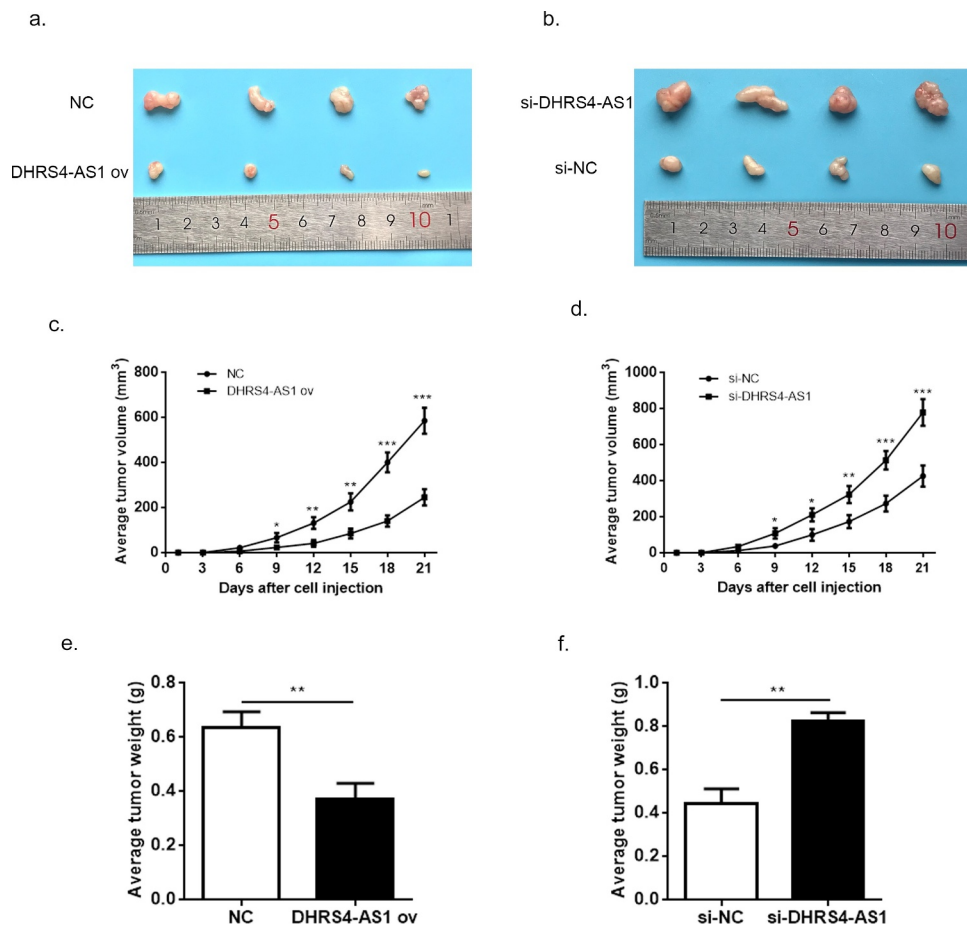 a.
b.
NC
DHRS4-AS1 ov
1 2 3 4 5 6 7 8 9 10 1
si-DHRS4-AS1
si-NC
1 2 3 4 5 6 7 8 9 10
c.
d.
Average tumor volume (mm³)
800
600
400
200
0
NC
DHRS4-AS1 ov
* ** ** *** ***
0 3 6 9 12 15 18 21
Days after cell injection
Average tumor volume (mm³)
1000
800
600
400
200
0
si-NC
si-DHRS4-AS1
* * ** *** ***
0 3 6 9 12 15 18 21
Days after cell injection
e.
f.
Average tumor weight (g)
0.8
0.6
0.4
0.2
0.0
**
NC DHRS4-AS1 ov
Average tumor weight (g)
1.0
0.8
0.6
0.4
0.2
0.0
**
si-NC si-DHRS4-AS1